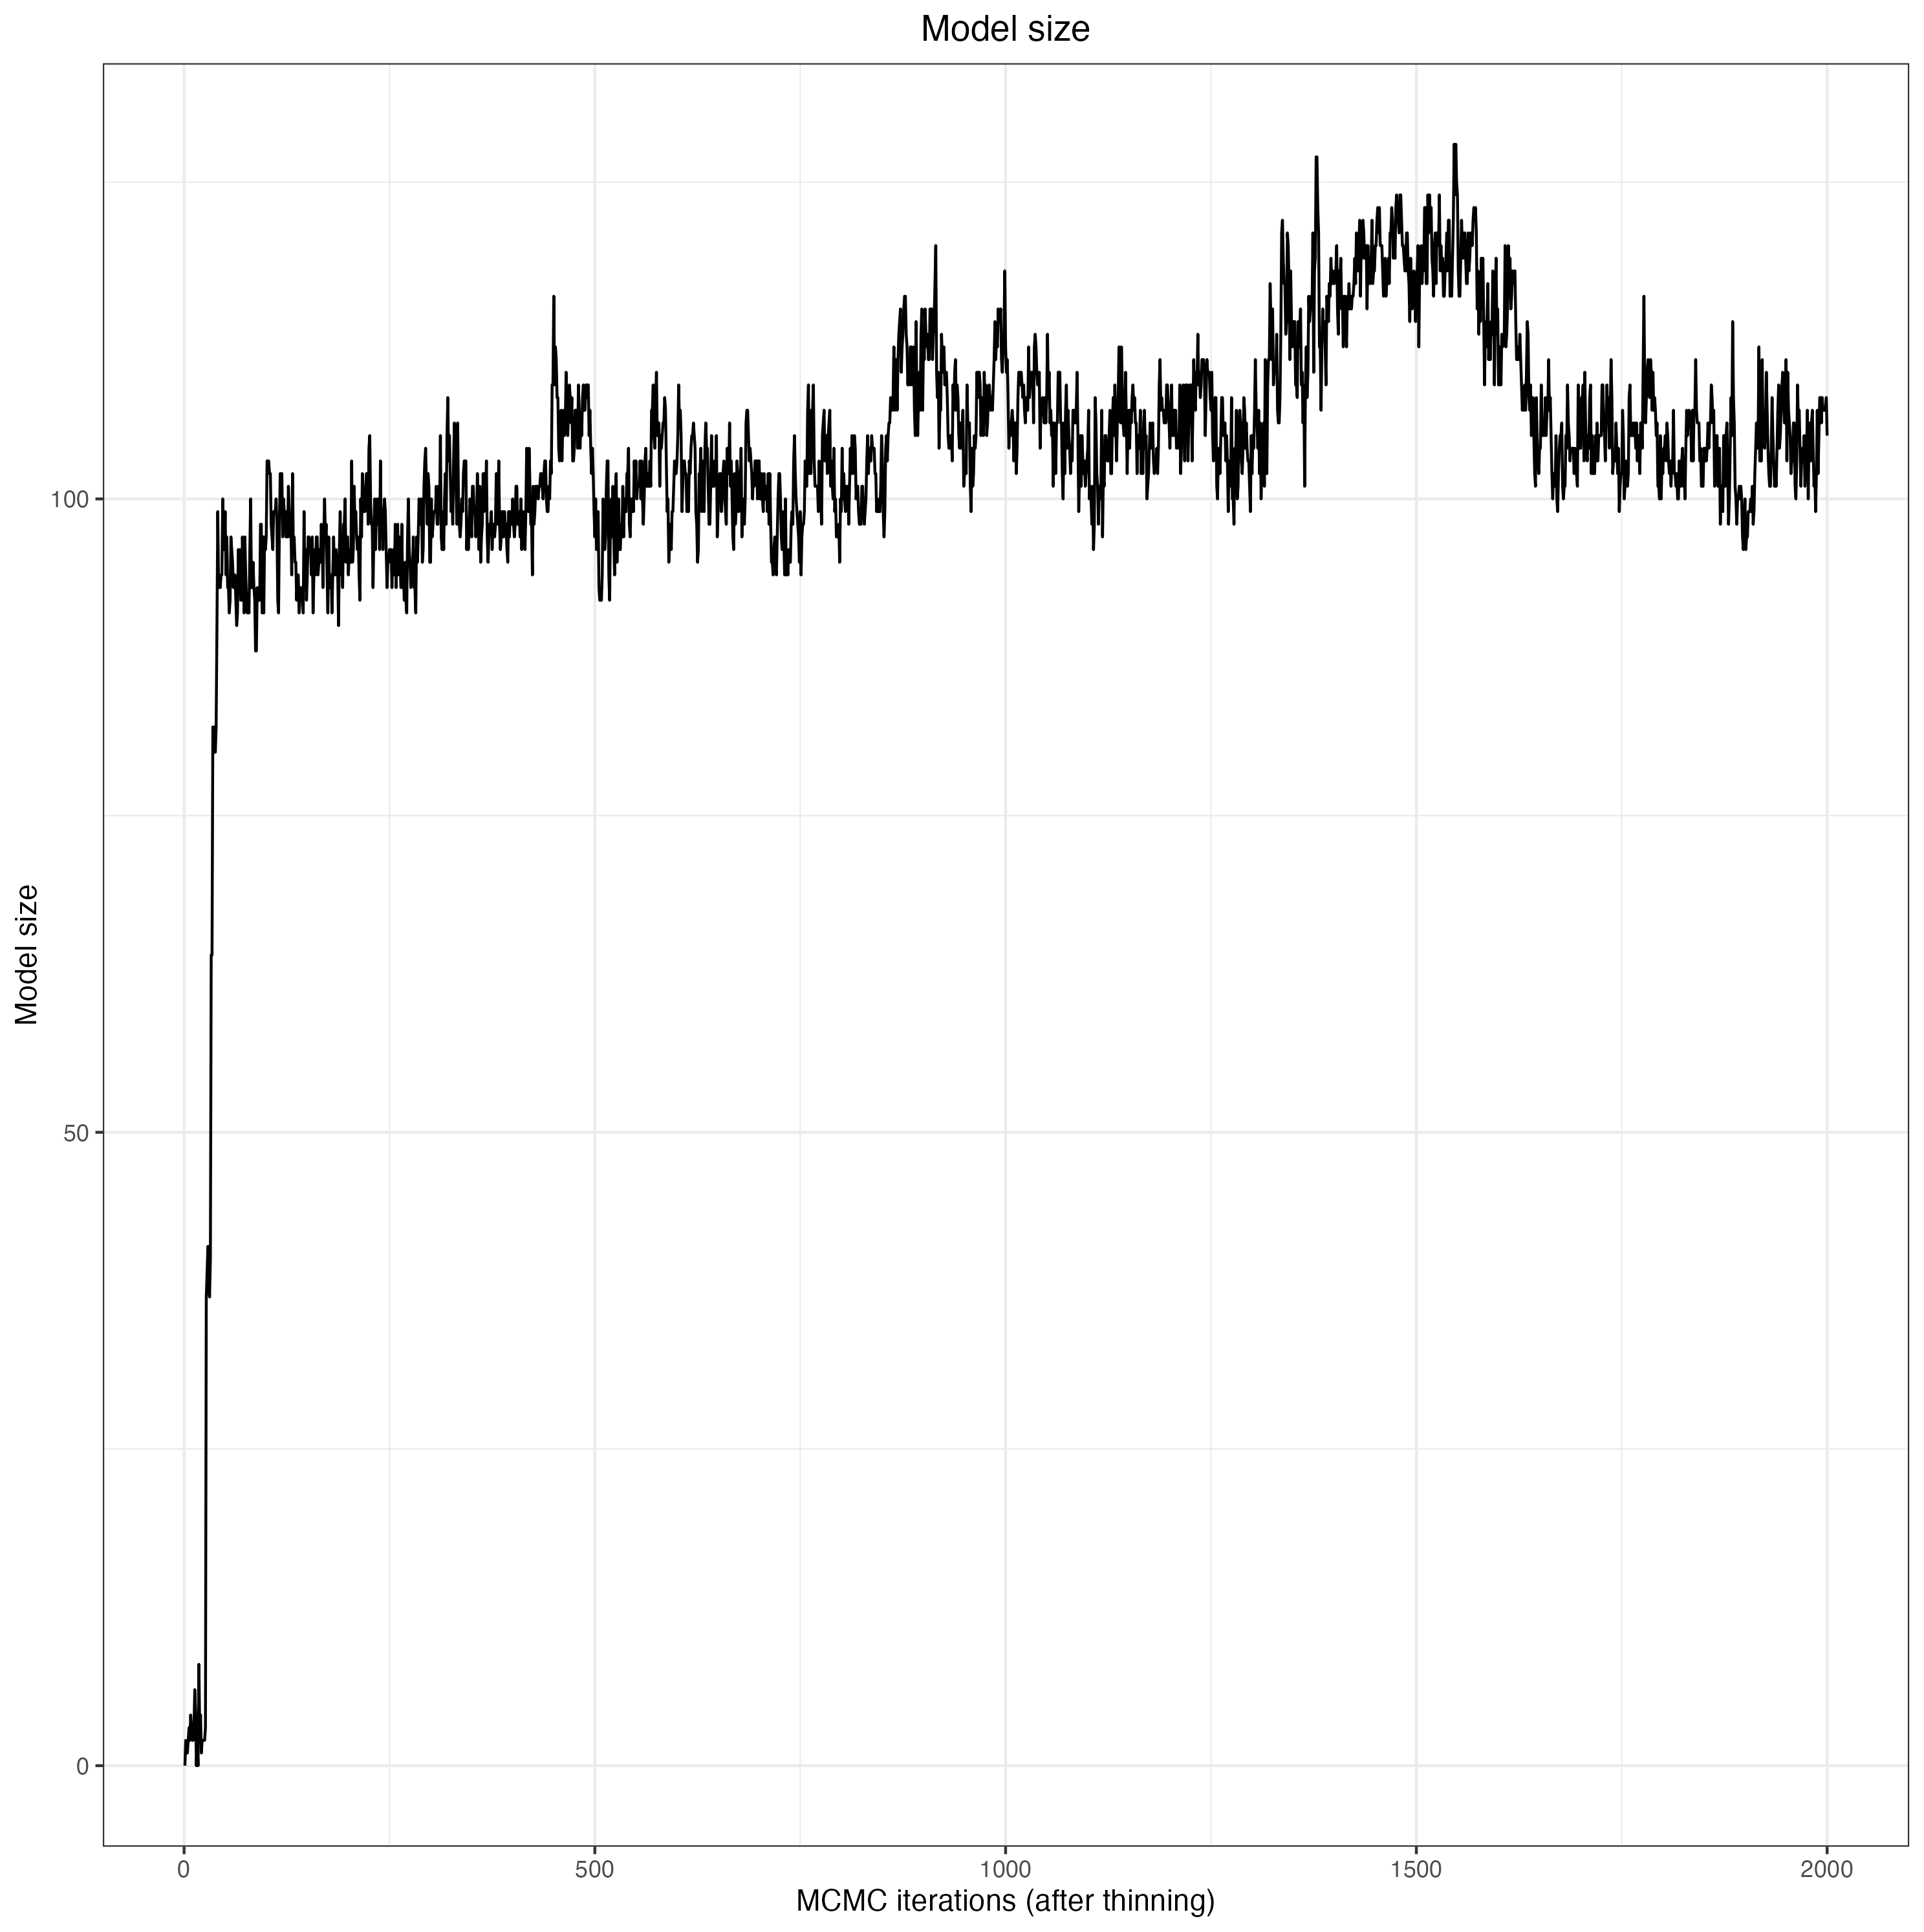 Model size
Model size
100
50
0
0 500 1000 1500 2000
MCMC iterations (after thinning)